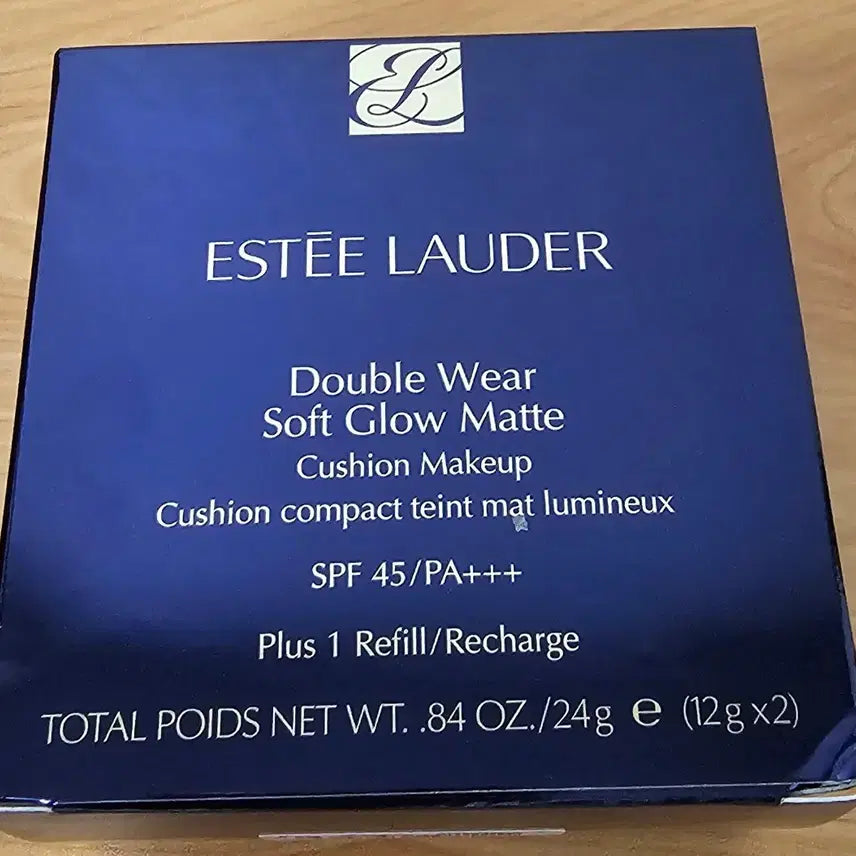 EL
ESTĒE LAUDER
Double Wear
Soft Glow Matte
Cushion Makeup
Cushion compact teint mat lumineux
SPF 45/PA+++
Plus 1 Refill/Recharge
TOTAL POIDS NET WT. .84 OZ./24g ℮ (12g x2)